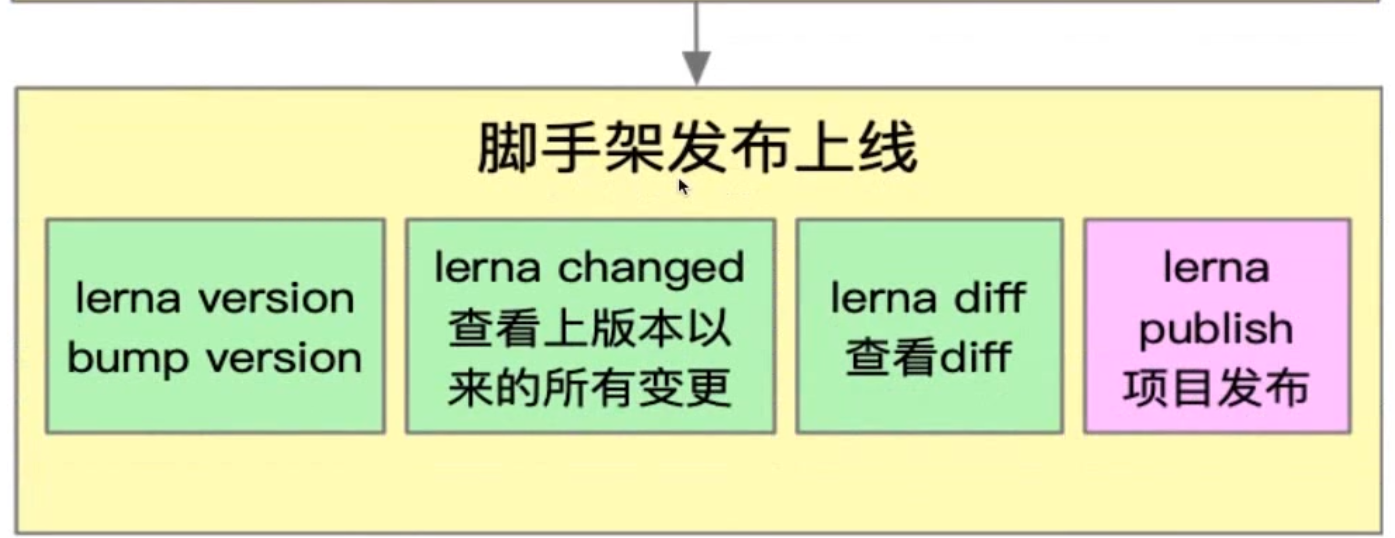 脚手架发布上线
lerna version
bump version
lerna changed
查看上版本以
来的所有变更
lerna diff
查看diff
lerna
publish
项目发布